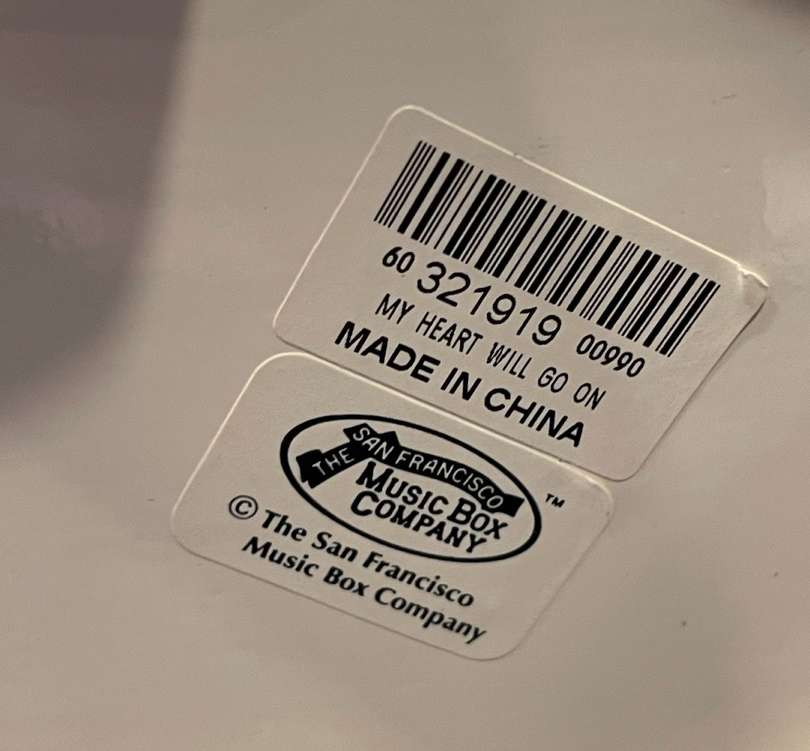 60 321919 00990
MY HEART WILL GO ON
MADE IN CHINA
THE SAN FRANCISCO
MUSIC BOX
COMPANY ™
© The San Francisco
Music Box Company